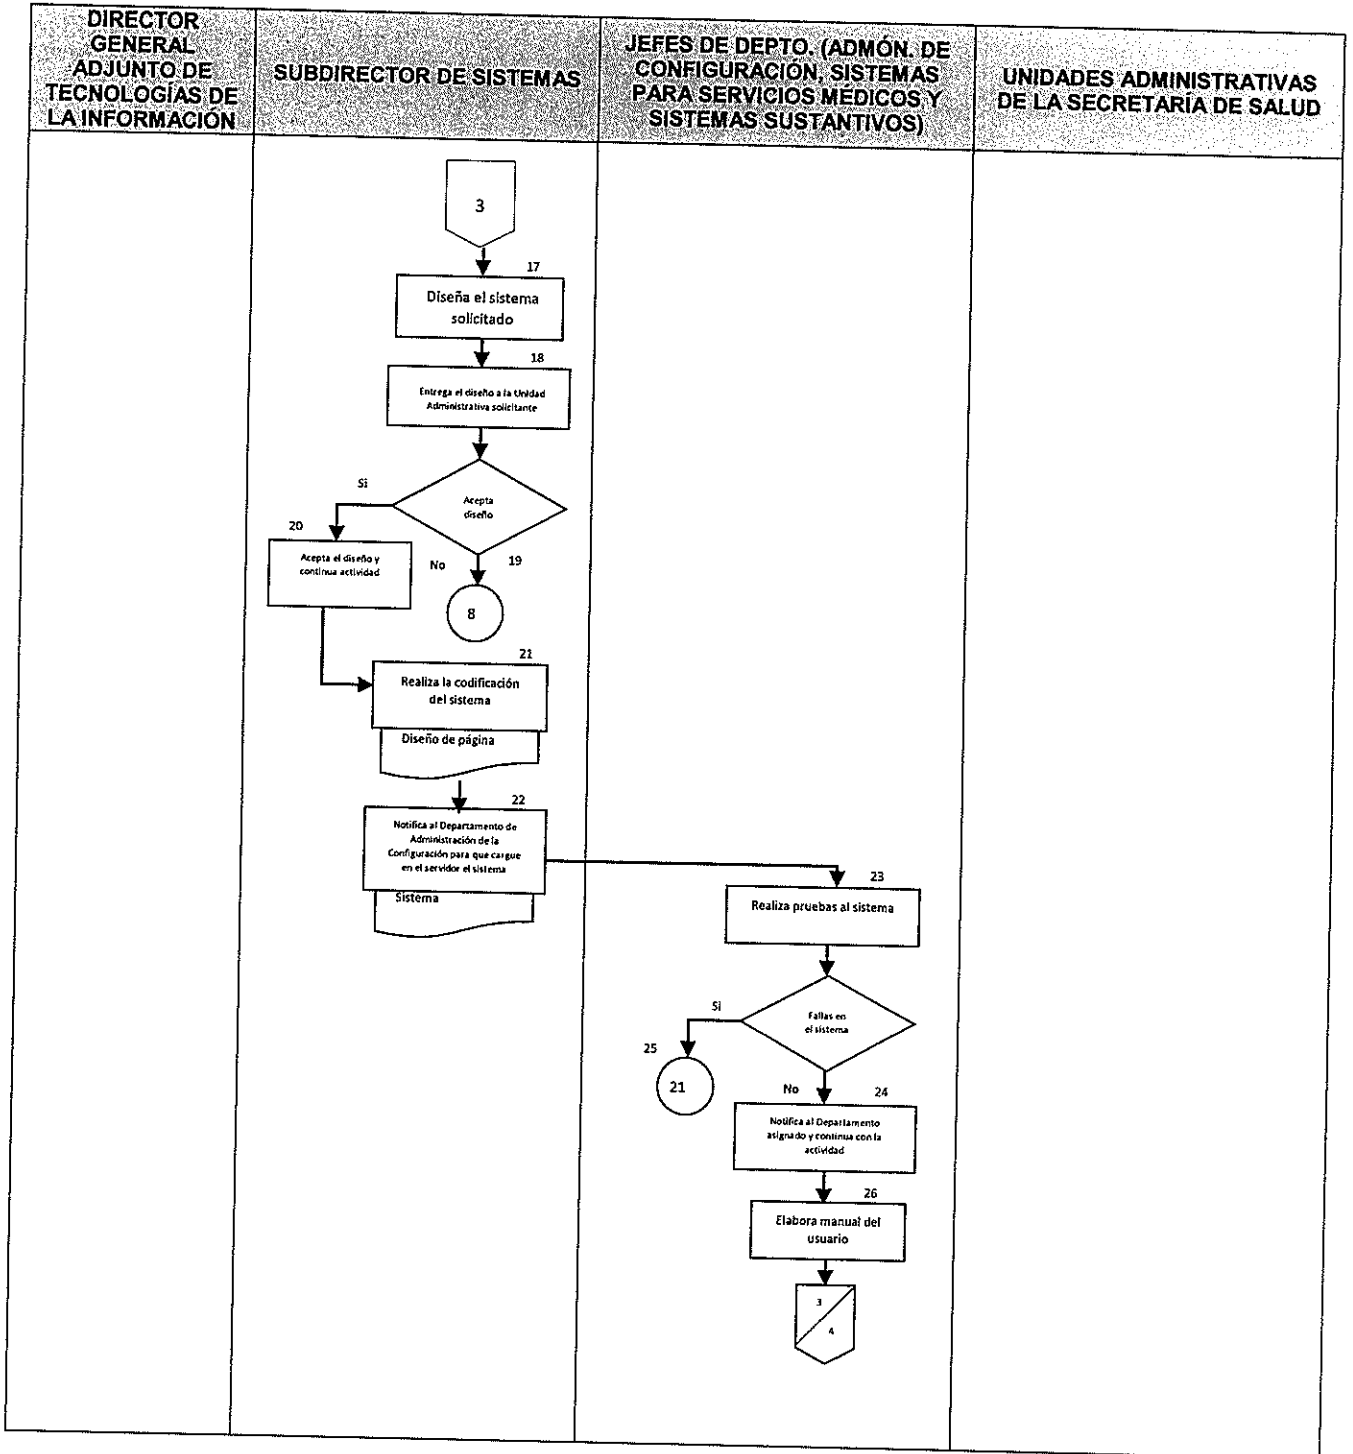 DIRECTOR
GENERAL
ADJUNTO DE
TECNOLOGÍAS DE
LA INFORMACIÓN
SUBDIRECTOR DE SISTEMAS
JEFES DE DEPTO. (ADMÓN. DE
CONFIGURACIÓN, SISTEMAS
PARA SERVICIOS MÉDICOS Y
SISTEMAS SUSTANTIVOS)
UNIDADES ADMINISTRATIVAS
DE LA SECRETARIA DE SALUD
3
17
Diseña el sistema
solicitado
18
Entrega el diseño a la Unidad
Administrativa solicitante
Si
Acepta
diseño
20
Acepta el diseño y
continua actividad
No
19
8
21
Realiza la codificación
del sistema
Diseño de página
22
Notifica al Departamento de
Administración de la
Configuración para que cargue
en el servidor el sistema
Sistema
23
Realiza pruebas al sistema
Si
Fallas en
el sistema
25
21
No
24
Notifica al Departamento
asignado y continua con la
actividad
26
Elabora manual del
usuario
3
4